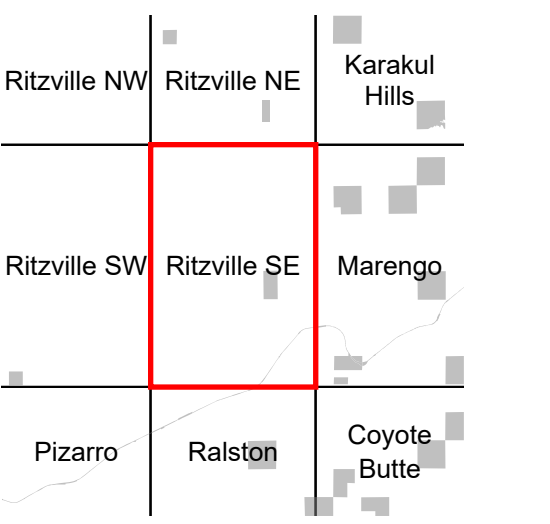 Ritzville NW
Ritzville NE
Karakul
Hills
Ritzville SW
Ritzville SE
Marengo
Pizarro
Ralston
Coyote
Butte